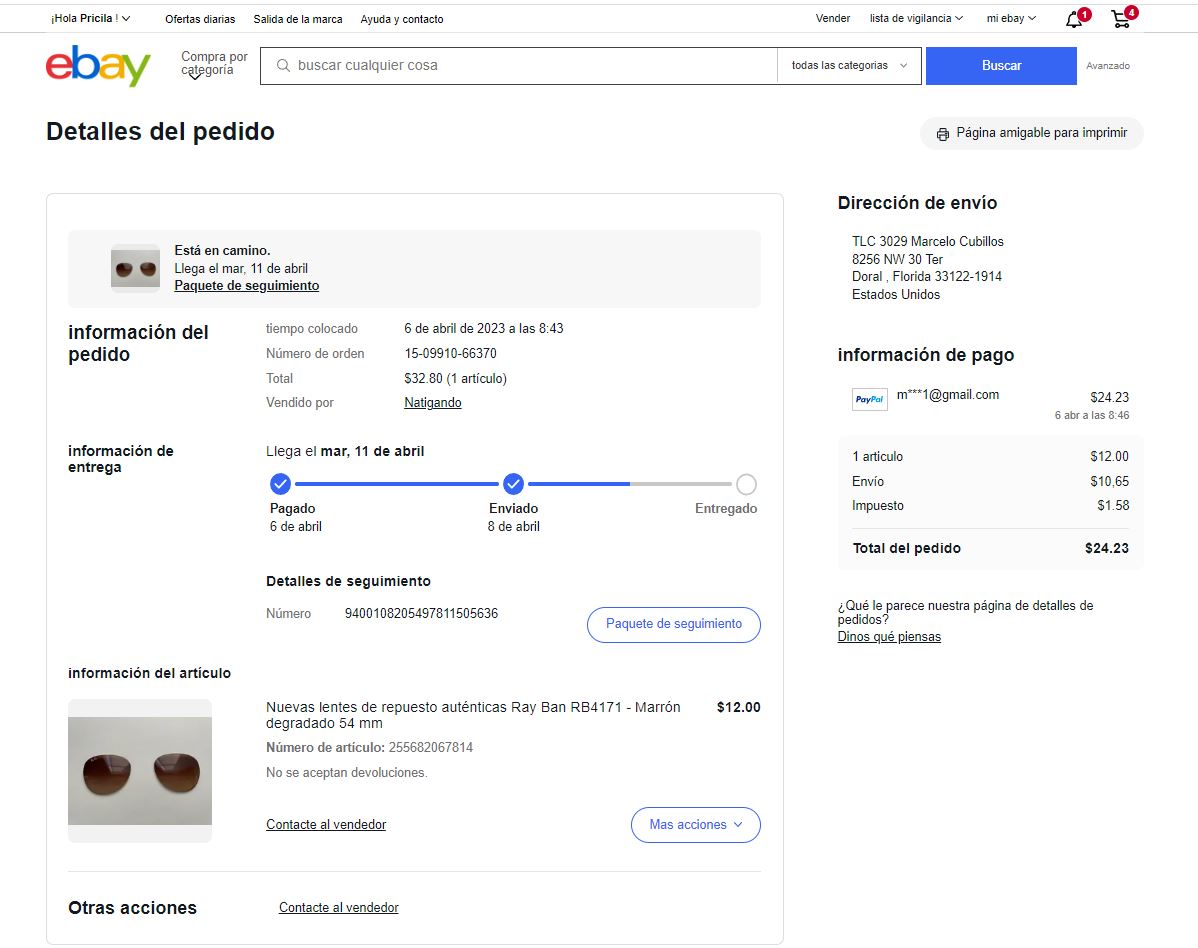 ¡Hola Pricila !
Ofertas diarias
Salida de la marca
Ayuda y contacto
Vender
lista de vigilancia
mi ebay
1
4
ebay
Compra por
categoría
buscar cualquier cosa
todas las categorias
Buscar
Avanzado
Detalles del pedido
Página amigable para imprimir
Está en camino.
Llega el mar, 11 de abril
Paquete de seguimiento
información del
pedido
tiempo colocado
6 de abril de 2023 a las 8:43
Número de orden
15-09910-66370
Total
$32.80 (1 artículo)
Vendido por
Natigando
información de
entrega
Llega el mar, 11 de abril
Pagado
6 de abril
Enviado
8 de abril
Entregado
Detalles de seguimiento
Número
9400108205497811505636
Paquete de seguimiento
información del artículo
Nuevas lentes de repuesto auténticas Ray Ban RB4171 - Marrón
degradado 54 mm
$12.00
Número de artículo: 255682067814
No se aceptan devoluciones.
Contacte al vendedor
Mas acciones
Otras acciones
Contacte al vendedor
Dirección de envío
TLC 3029 Marcelo Cubillos
8256 NW 30 Ter
Doral , Florida 33122-1914
Estados Unidos
información de pago
PayPal
m***1@gmail.com
$24.23
6 abr a las 8:46
1 articulo
$12.00
Envío
$10,65
Impuesto
$1.58
Total del pedido
$24.23
¿Qué le parece nuestra página de detalles de
pedidos?
Dinos qué piensas